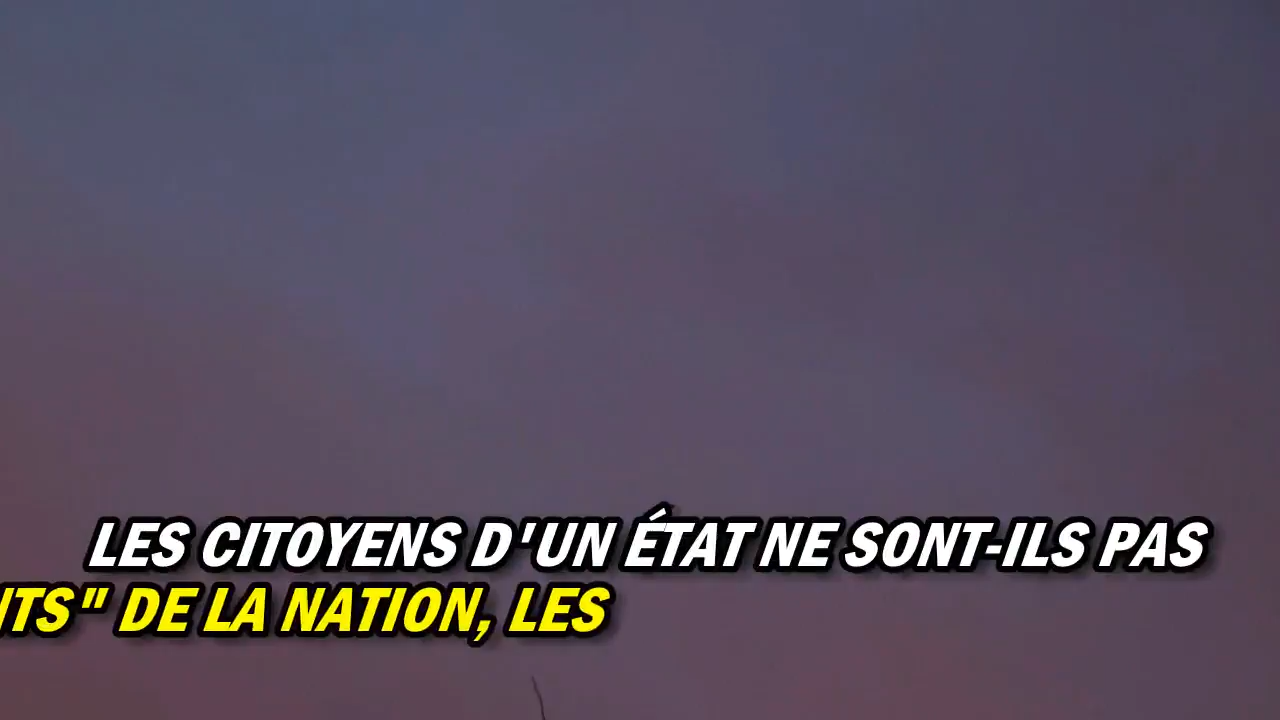 LES CITOYENS D'UN ÉTAT NE SONT-ILS PAS
DE LA NATION, LES